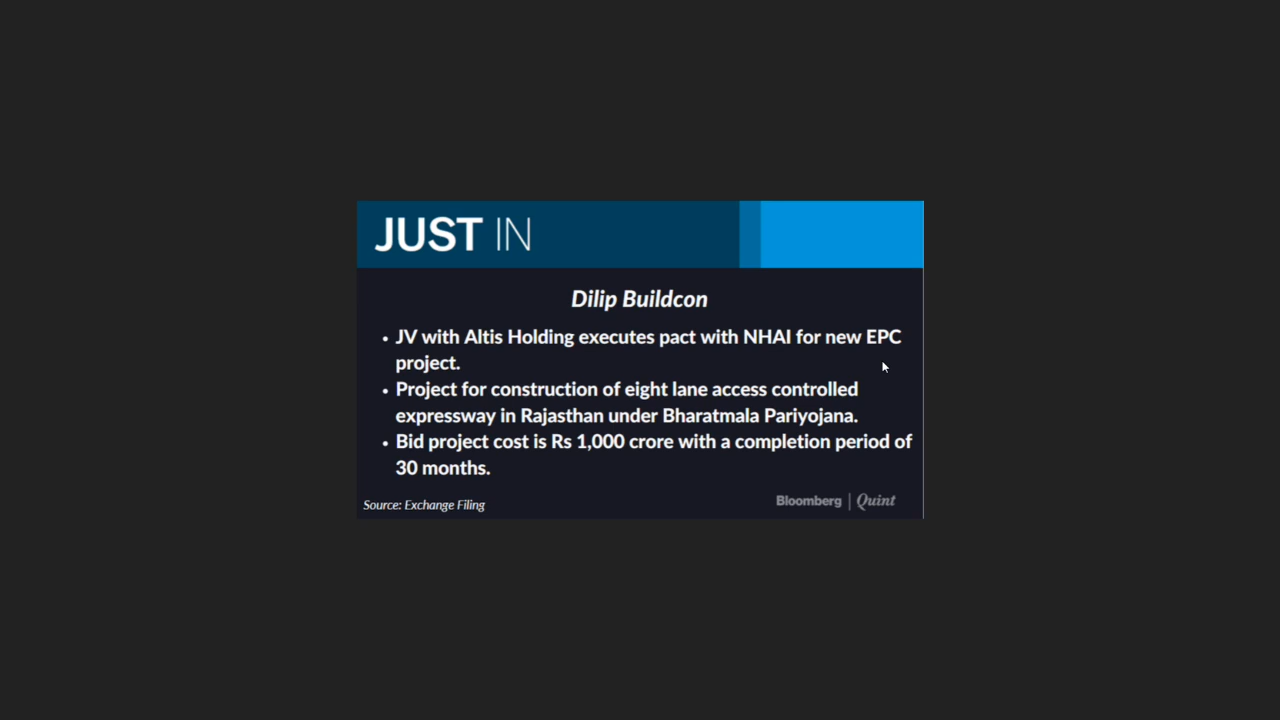 JUST IN
Dilip Buildcon
• JV with Altis Holding executes pact with NHAI for new EPC
project.
• Project for construction of eight lane access controlled
expressway in Rajasthan under Bharatmala Pariyojana.
• Bid project cost is Rs 1,000 crore with a completion period of
30 months.
Source: Exchange Filing
Bloomberg | Quint